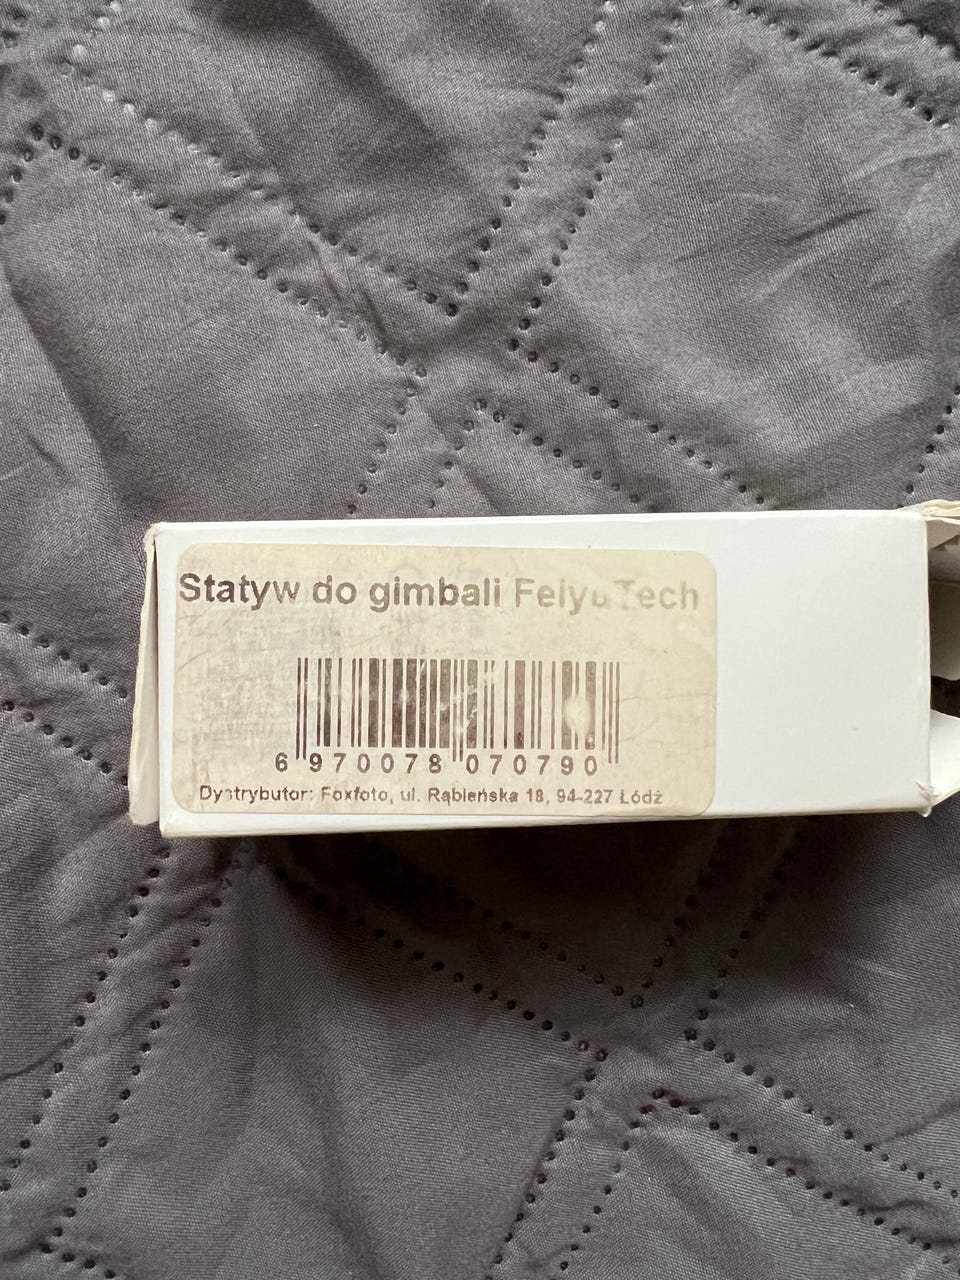 Statyw do gimbali FeiyuTech
6 970078 070790
Dystrybutor: Foxfoto, ul. Rąbieńska 18, 94-227 Łódź